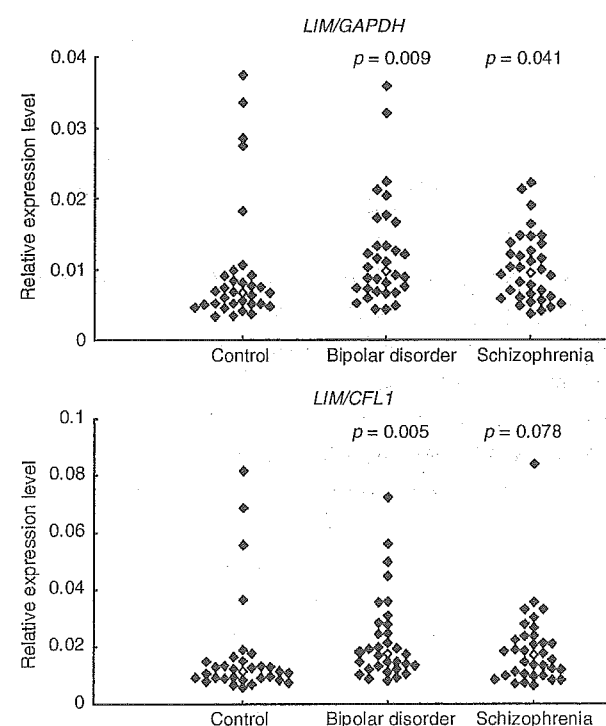 LIM/GAPDH
p = 0.009 p = 0.041
0.04
0.03
0.02
0.01
0
Relative expression level
Control Bipolar disorder Schizophrenia
LIM/CFL1
p = 0.005 p = 0.078
0.1
0.08
0.06
0.04
0.02
0
Relative expression level
Control Bipolar disorder Schizophrenia